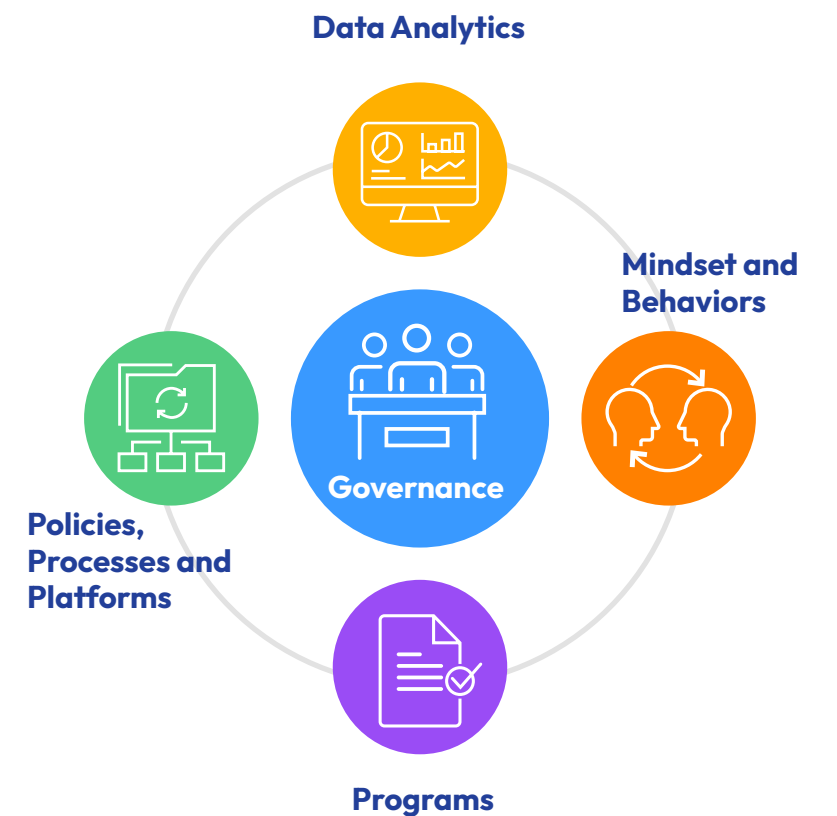 Data Analytics
Mindset and
Behaviors
Governance
Policies,
Processes and
Platforms
Programs